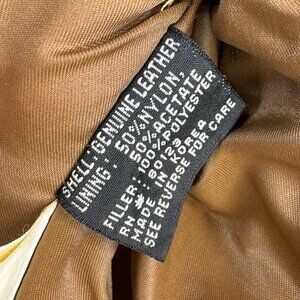 SHELL: GENUINE LEATHER
LINING: 50% NYLON,
50% ACETATE
FILLER: 100% POLYESTER
RN #
MADE IN KOREA
SEE REVERSE FOR CARE